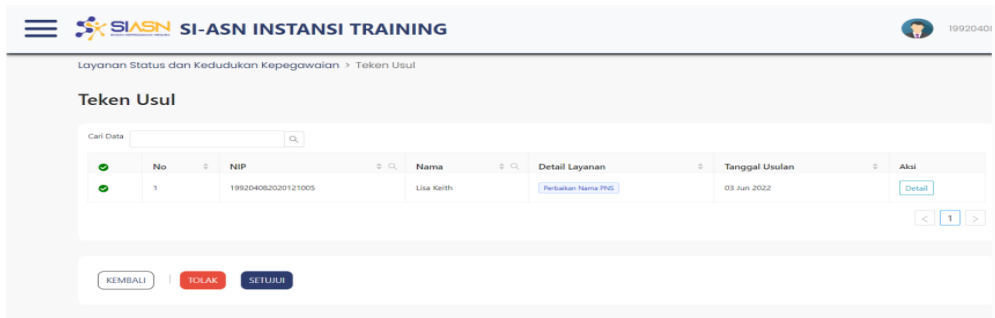 SIASN SI-ASN INSTANSI TRAINING 1992040
Layanan Status dan Kedudukan Kepegawaian > Teken Usul
Teken Usul
Cari Data
No NIP Nama Detail Layanan Tanggal Usulan Aksi
1 199204082020121005 Lisa Keith Perbaikan Nama PNS 03 Jun 2022 Detail
< 1 >
KEMBALI | TOLAK SETUJUI